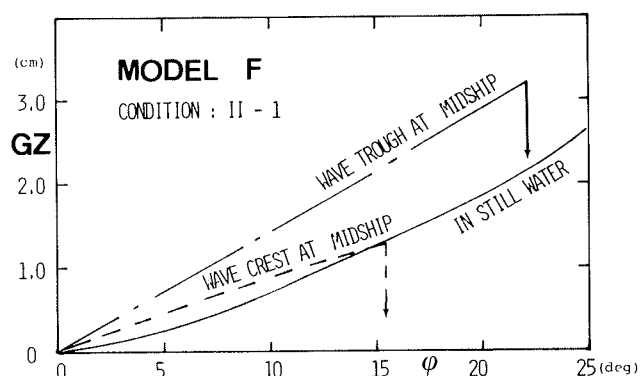 (cm)
MODEL F
CONDITION : II - 1
3.0
GZ
2.0
1.0
0
WAVE TROUGH AT MIDSHIP
WAVE CREST AT MIDSHIP
IN STILL WATER
0 5 10 15 φ 20 25 (deg)